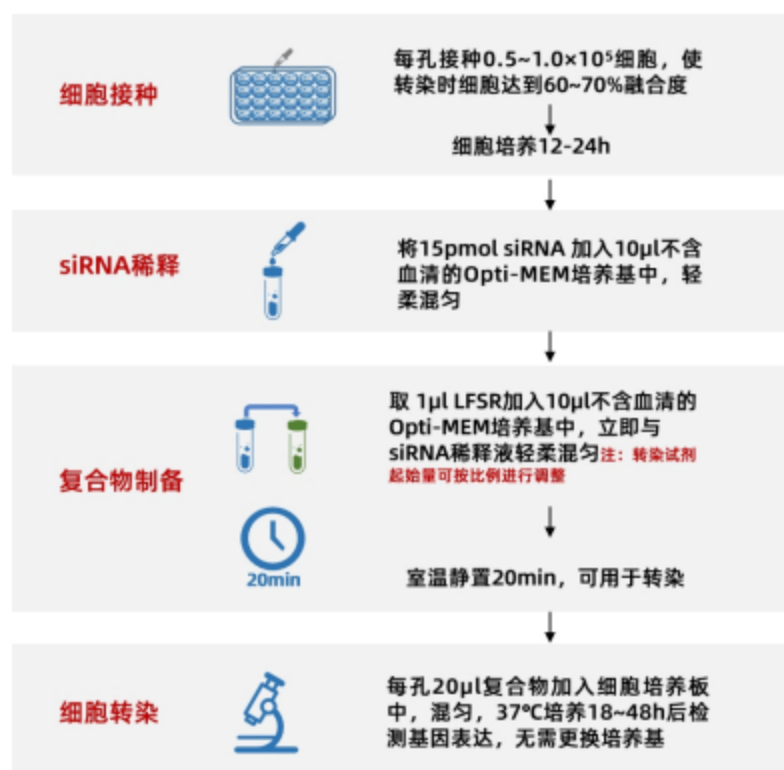 细胞接种
每孔接种0.5~1.0×10⁵细胞，使
转染时细胞达到60~70%融合度
细胞培养12-24h
siRNA稀释
将15pmol siRNA 加入10μl不含
血清的Opti-MEM培养基中，轻
柔混匀
复合物制备
20min
取 1μl LFSR加入10μl不含血清的
Opti-MEM培养基中，立即与
siRNA稀释液轻柔混匀注：转染试剂
起始量可按比例进行调整
室温静置20min，可用于转染
细胞转染
每孔20μl复合物加入细胞培养板
中，混匀，37℃培养18~48h后检
测基因表达，无需更换培养基